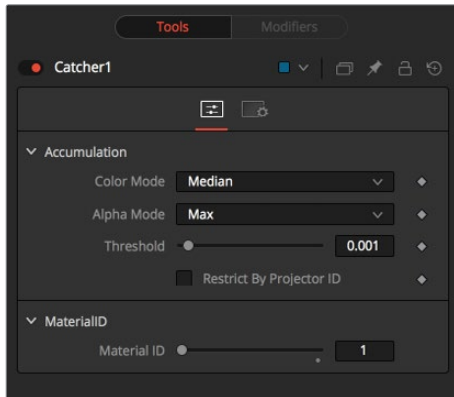 Tools Modifiers
Catcher1
Accumulation
Color Mode Median
Alpha Mode Max
Threshold 0.001
Restrict By Projector ID
MaterialID
Material ID 1